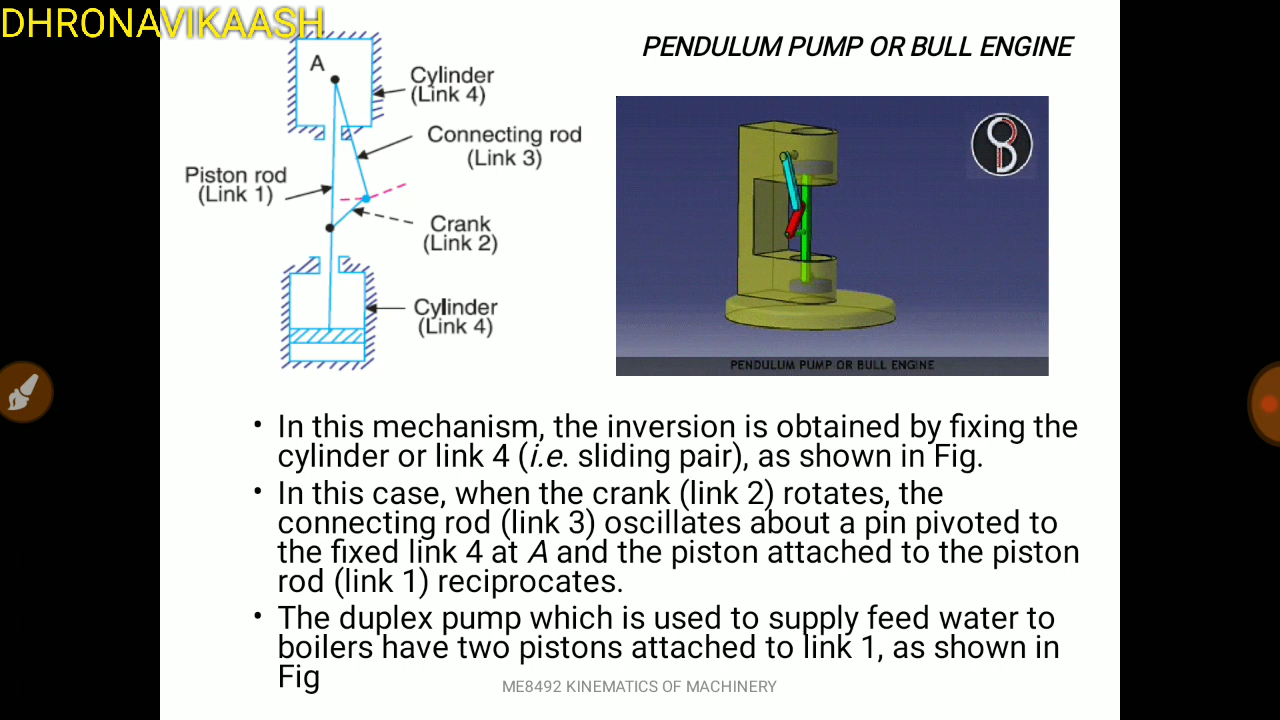 DHRONAVIKAASH
PENDULUM PUMP OR BULL ENGINE
A
Cylinder
(Link 4)
Connecting rod
(Link 3)
Piston rod
(Link 1)
Crank
(Link 2)
Cylinder
(Link 4)
PENDULUM PUMP OR BULL ENGINE
• In this mechanism, the inversion is obtained by fixing the
cylinder or link 4 (i.e. sliding pair), as shown in Fig.
• In this case, when the crank (link 2) rotates, the
connecting rod (link 3) oscillates about a pin pivoted to
the fixed link 4 at A and the piston attached to the piston
rod (link 1) reciprocates.
• The duplex pump which is used to supply feed water to
boilers have two pistons attached to link 1, as shown in
Fig
ME8492 KINEMATICS OF MACHINERY